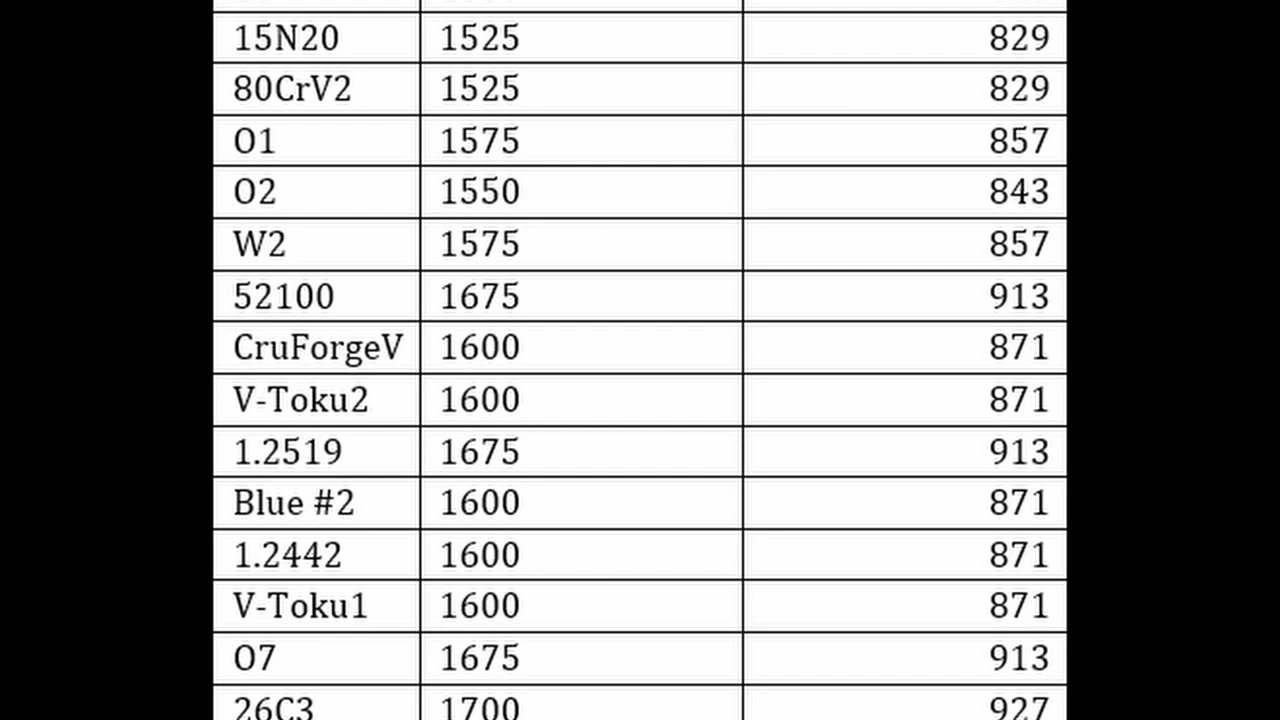 15N20 1525 829
80CrV2 1525 829
O1 1575 857
O2 1550 843
W2 1575 857
52100 1675 913
CruForgeV 1600 871
V-Toku2 1600 871
1.2519 1675 913
Blue #2 1600 871
1.2442 1600 871
V-Toku1 1600 871
O7 1675 913
26C3 1700 927